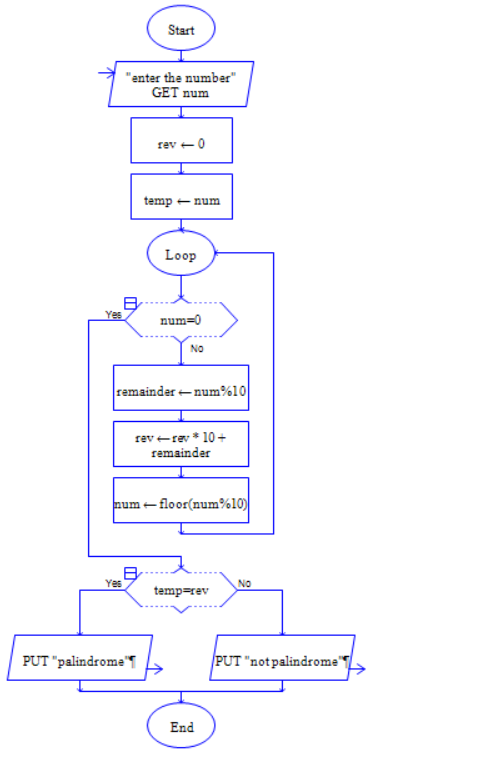 Start
"enter the number"
GET num
rev ← 0
temp ← num
Loop
Yes
num=0
No
remainder ← num%10
rev ← rev * 10 +
remainder
num ← floor(num%10)
Yes
temp=rev
No
PUT "palindrome"¶
PUT "not palindrome"¶
End